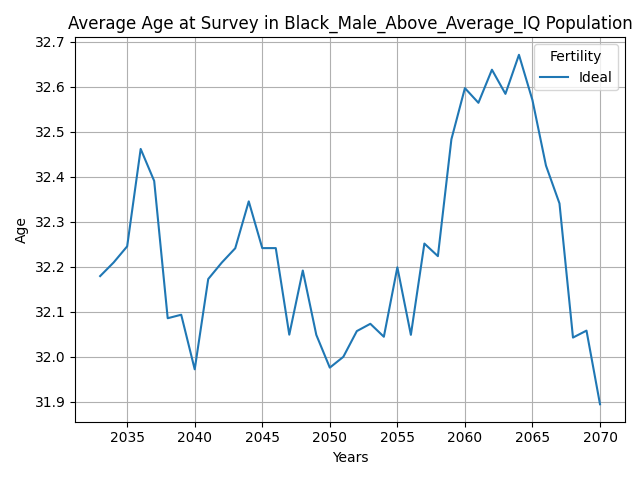 Average Age at Survey in Black_Male_Above_Average_IQ Population
Fertility
Ideal
Age
32.7
32.6
32.5
32.4
32.3
32.2
32.1
32.0
31.9
2035 2040 2045 2050 2055 2060 2065 2070
Years